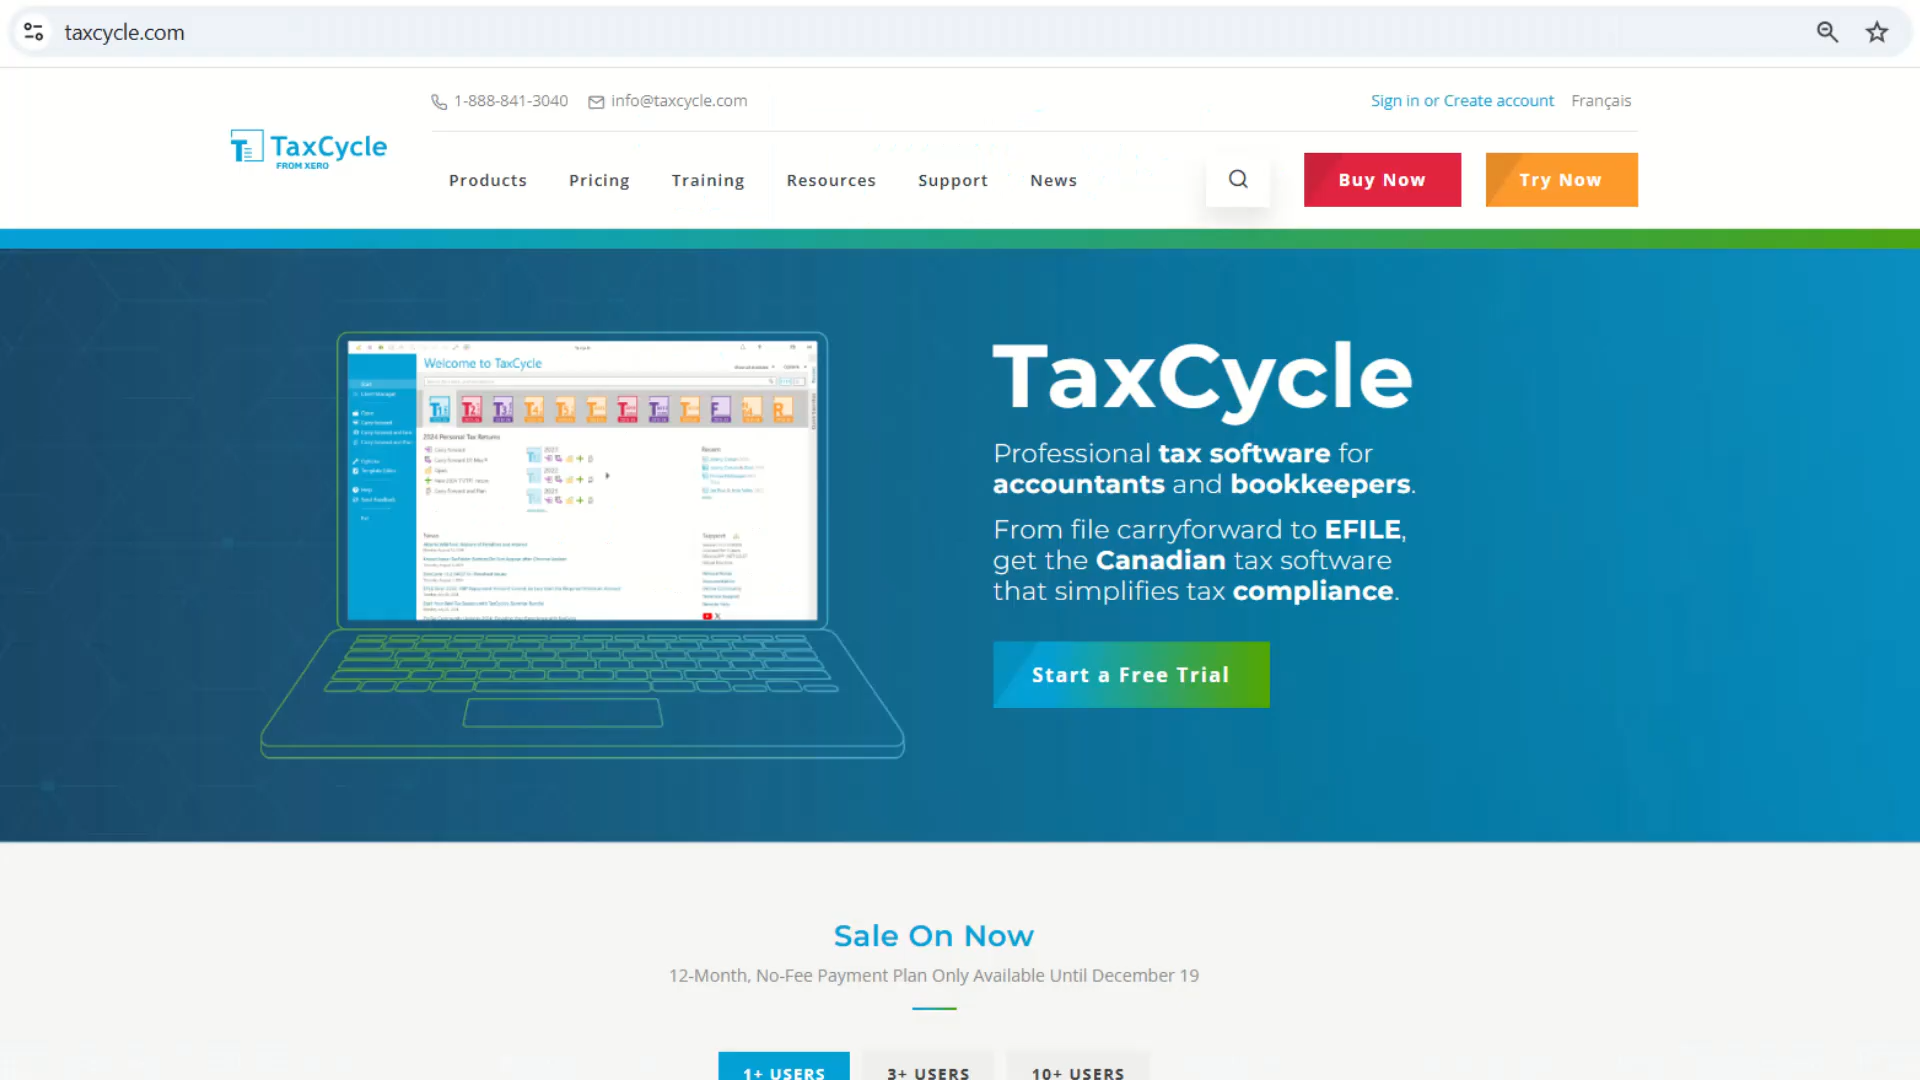 taxcycle.com
1-888-841-3040 info@taxcycle.com
Sign in or Create account Français
TaxCycle
FROM XERO
Products Pricing Training Resources Support News
Buy Now
Try Now
Welcome to TaxCycle
2024 Personal Tax Returns
TaxCycle
Professional tax software for
accountants and bookkeepers.
From file carryforward to EFILE,
get the Canadian tax software
that simplifies tax compliance.
Start a Free Trial
Sale On Now
12-Month, No-Fee Payment Plan Only Available Until December 19
1+ USERS 3+ USERS 10+ USERS